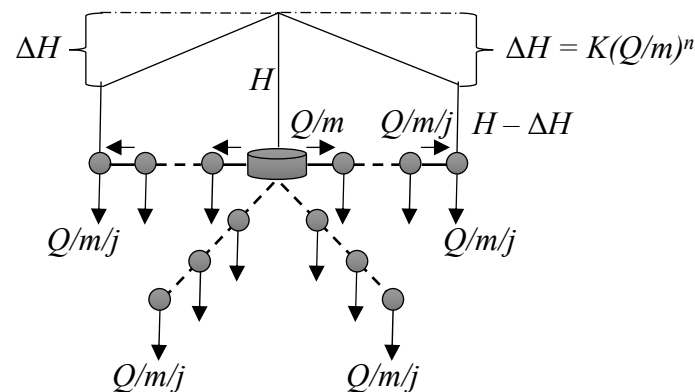 ΔH
ΔH = K(Q/m)ⁿ
H
Q/m
Q/m/j
H – ΔH
Q/m/j
Q/m/j
Q/m/j
Q/m/j